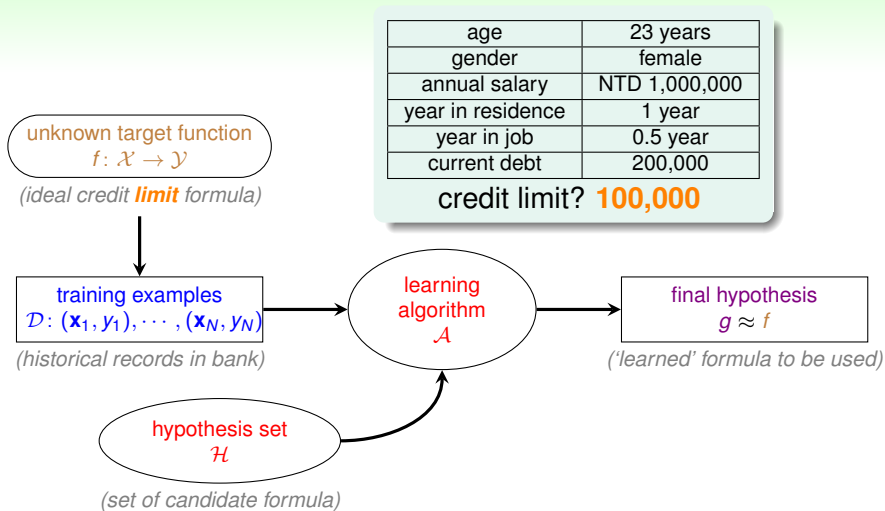 age 23 years
gender female
annual salary NTD 1,000,000
year in residence 1 year
year in job 0.5 year
current debt 200,000
credit limit? 100,000
unknown target function
f: 𝒳 → 𝒴
(ideal credit limit formula)
training examples
𝒟: (x₁, y₁), ⋯ , (x_N, y_N)
(historical records in bank)
learning
algorithm
𝒜
final hypothesis
g ≈ f
(‘learned’ formula to be used)
hypothesis set
ℋ
(set of candidate formula)